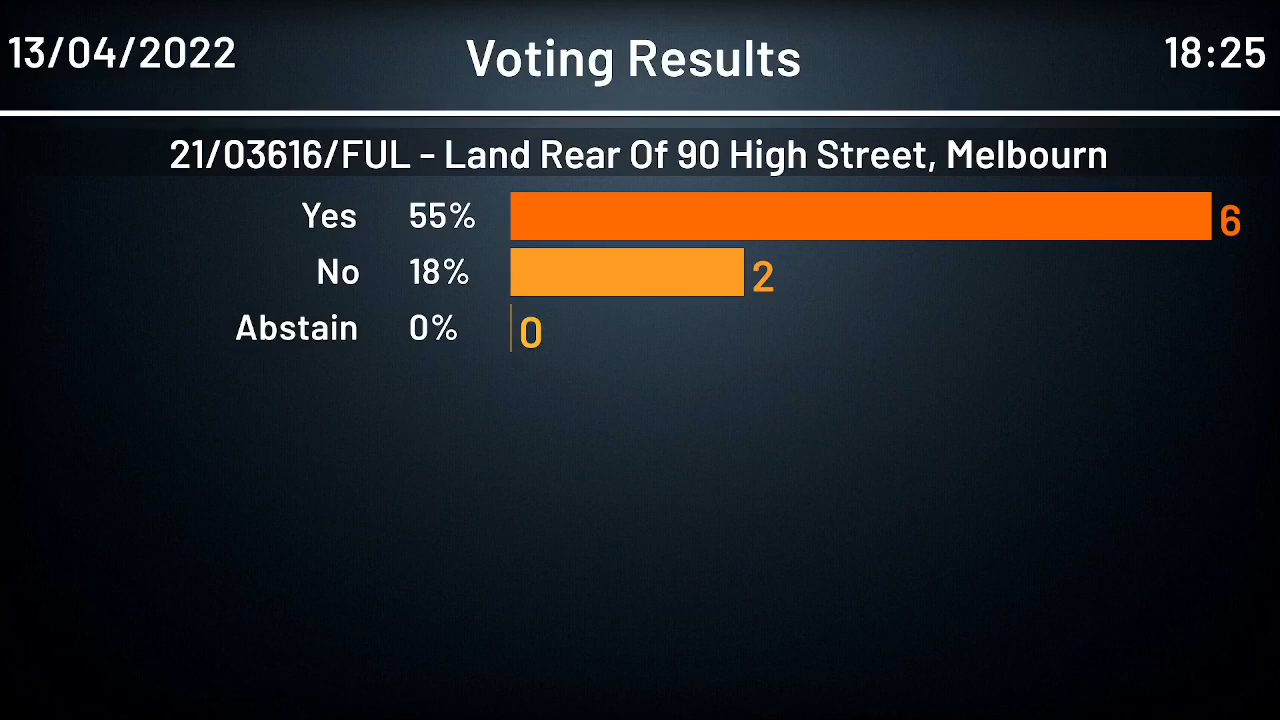 13/04/2022 Voting Results 18:25
21/03616/FUL - Land Rear Of 90 High Street, Melbourn
Yes 55% 6
No 18% 2
Abstain 0% 0